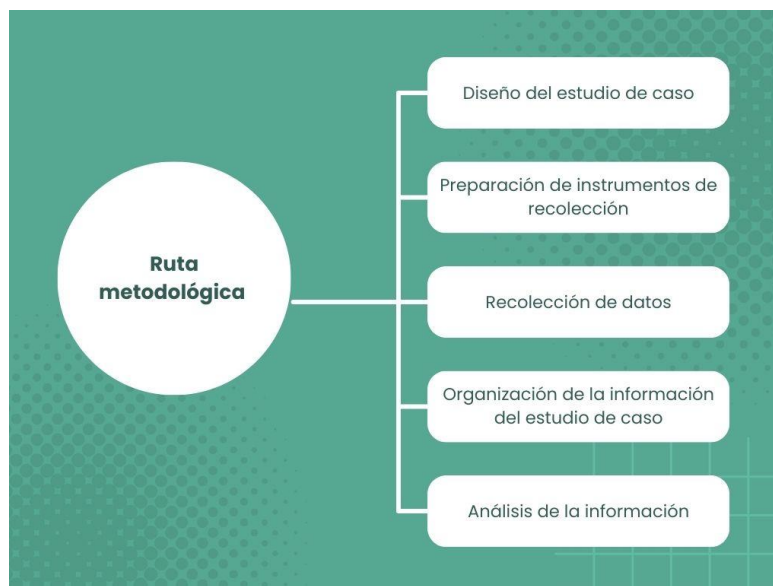 Ruta
metodológica
Diseño del estudio de caso
Preparación de instrumentos de
recolección
Recolección de datos
Organización de la información
del estudio de caso
Análisis de la información